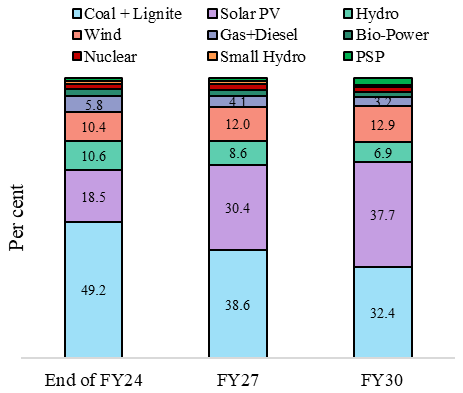 Coal + Lignite Solar PV Hydro
Wind Gas+Diesel Bio-Power
Nuclear Small Hydro PSP
Per cent
5.8 4.1 3.2
10.4 12.0 12.9
10.6 8.6 6.9
18.5 30.4 37.7
49.2 38.6 32.4
End of FY24 FY27 FY30